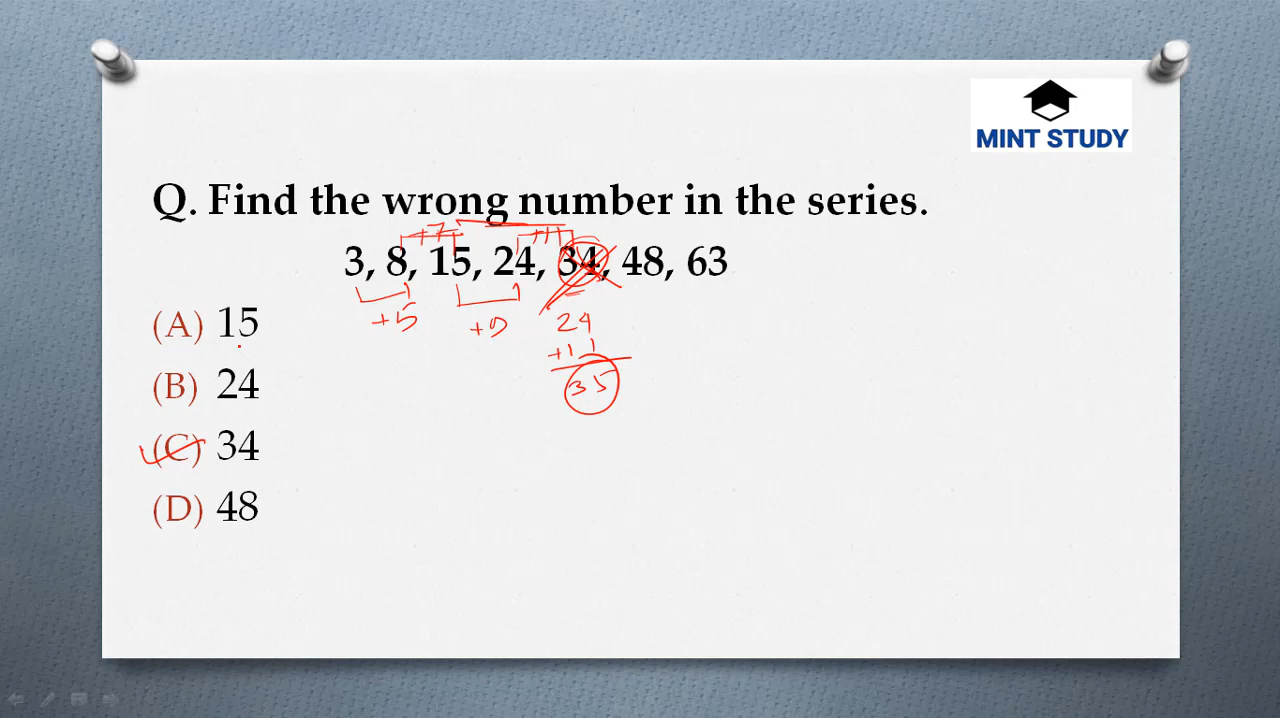 MINT STUDY
Q. Find the wrong number in the series.
+7 +11
3, 8, 15, 24, 34, 48, 63
+5 +9
24
+11
35
(A) 15
(B) 24
(C) 34
(D) 48